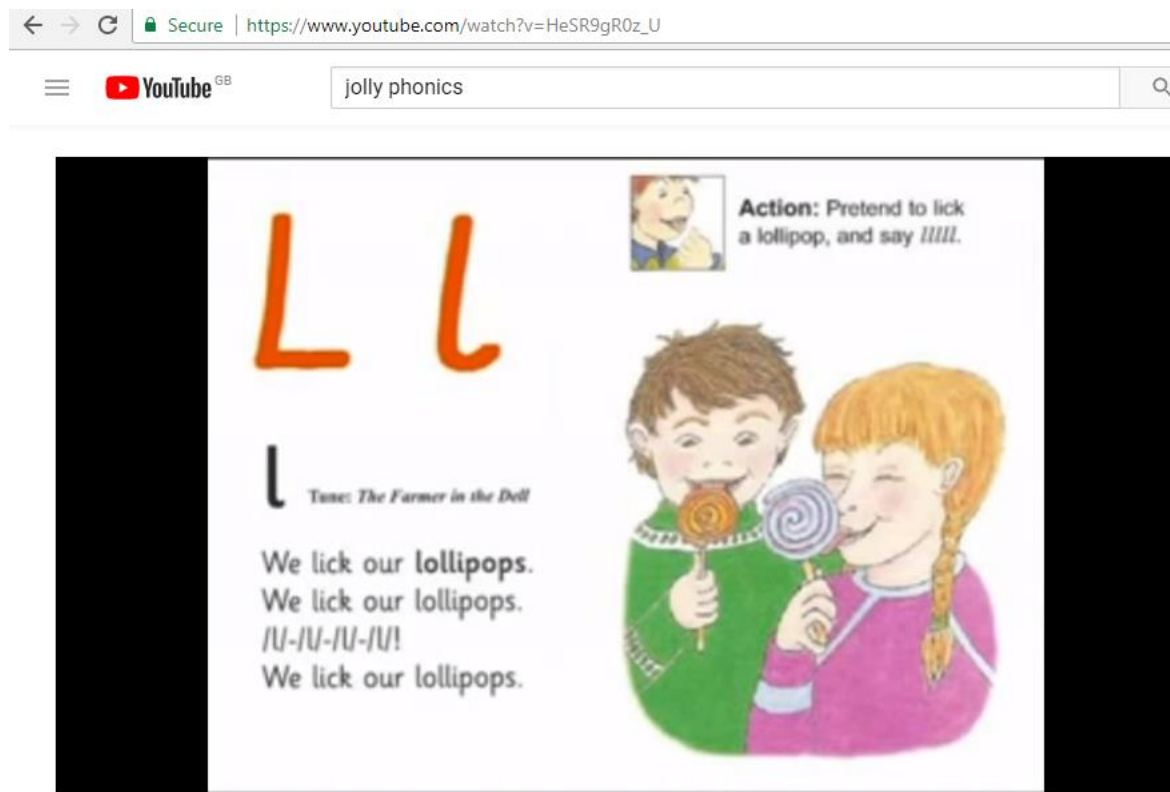 Secure | https://www.youtube.com/watch?v=HeSR9gR0z_U
YouTube GB
jolly phonics
L l
Action: Pretend to lick
a lollipop, and say lllll.
l Tune: The Farmer in the Dell
We lick our lollipops.
We lick our lollipops.
/l/-/l/-/l/-/l/!
We lick our lollipops.